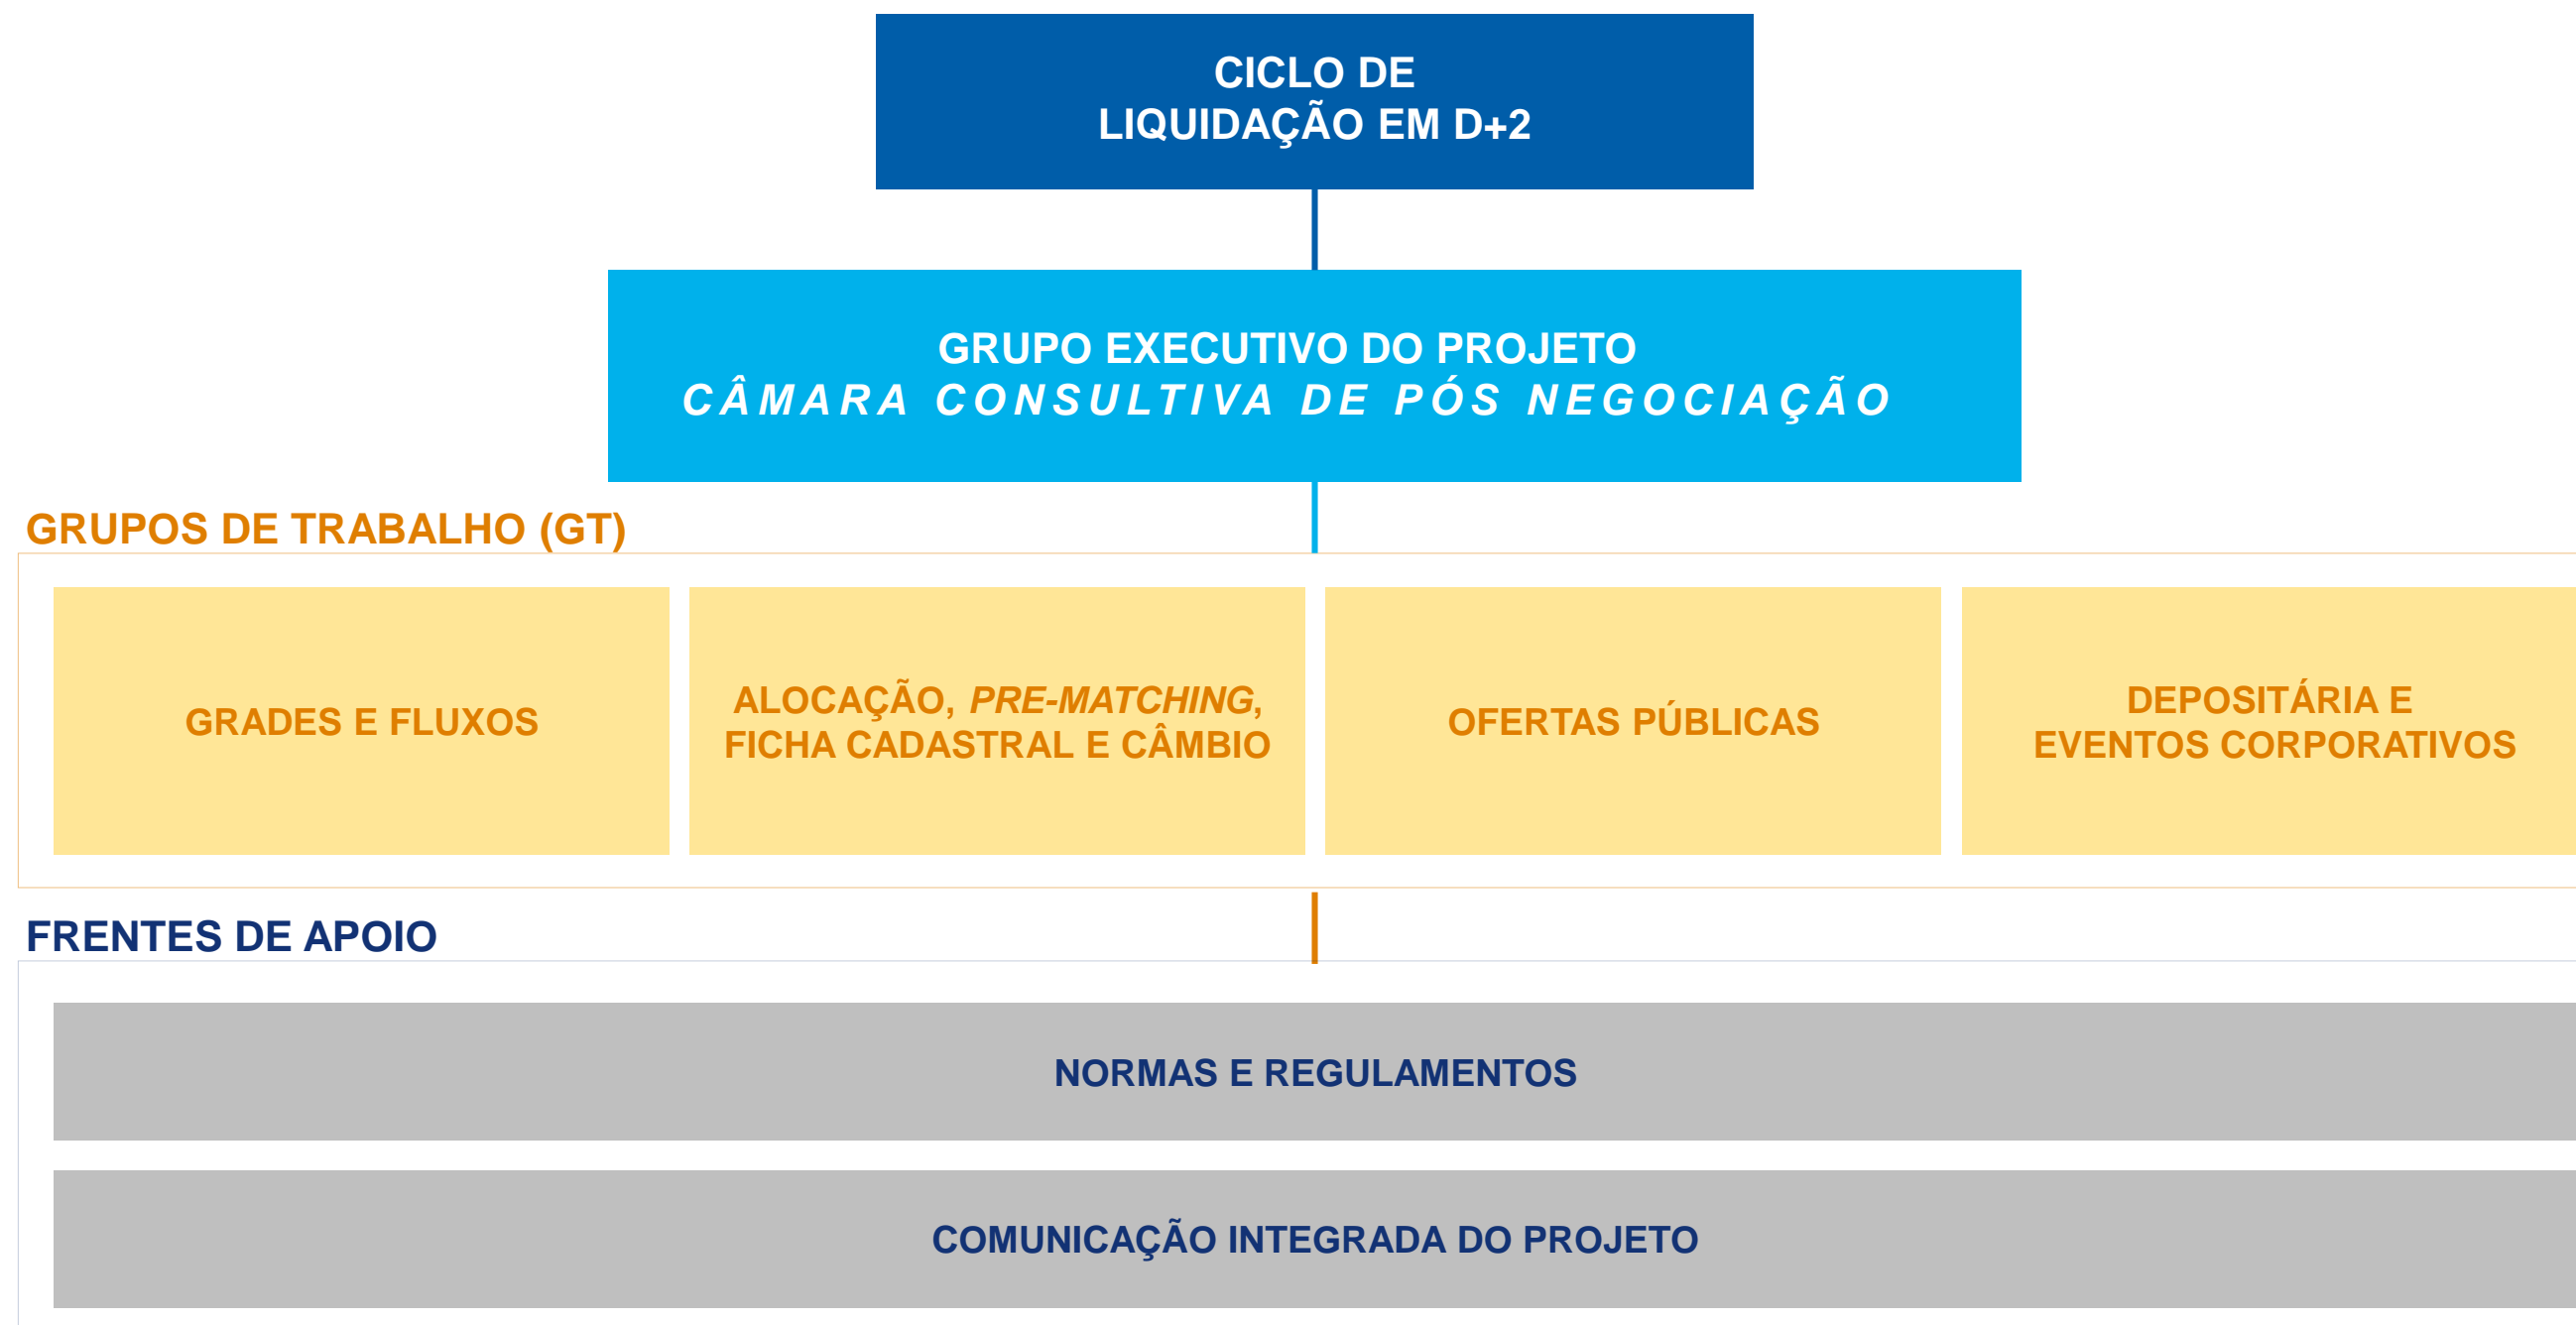 CICLO DE
LIQUIDAÇÃO EM D+2
GRUPO EXECUTIVO DO PROJETO
CÂMARA CONSULTIVA DE PÓS NEGOCIAÇÃO
GRUPOS DE TRABALHO (GT)
GRADES E FLUXOS
ALOCAÇÃO, PRE-MATCHING,
FICHA CADASTRAL E CÂMBIO
OFERTAS PÚBLICAS
DEPOSITÁRIA E
EVENTOS CORPORATIVOS
FRENTES DE APOIO
NORMAS E REGULAMENTOS
COMUNICAÇÃO INTEGRADA DO PROJETO